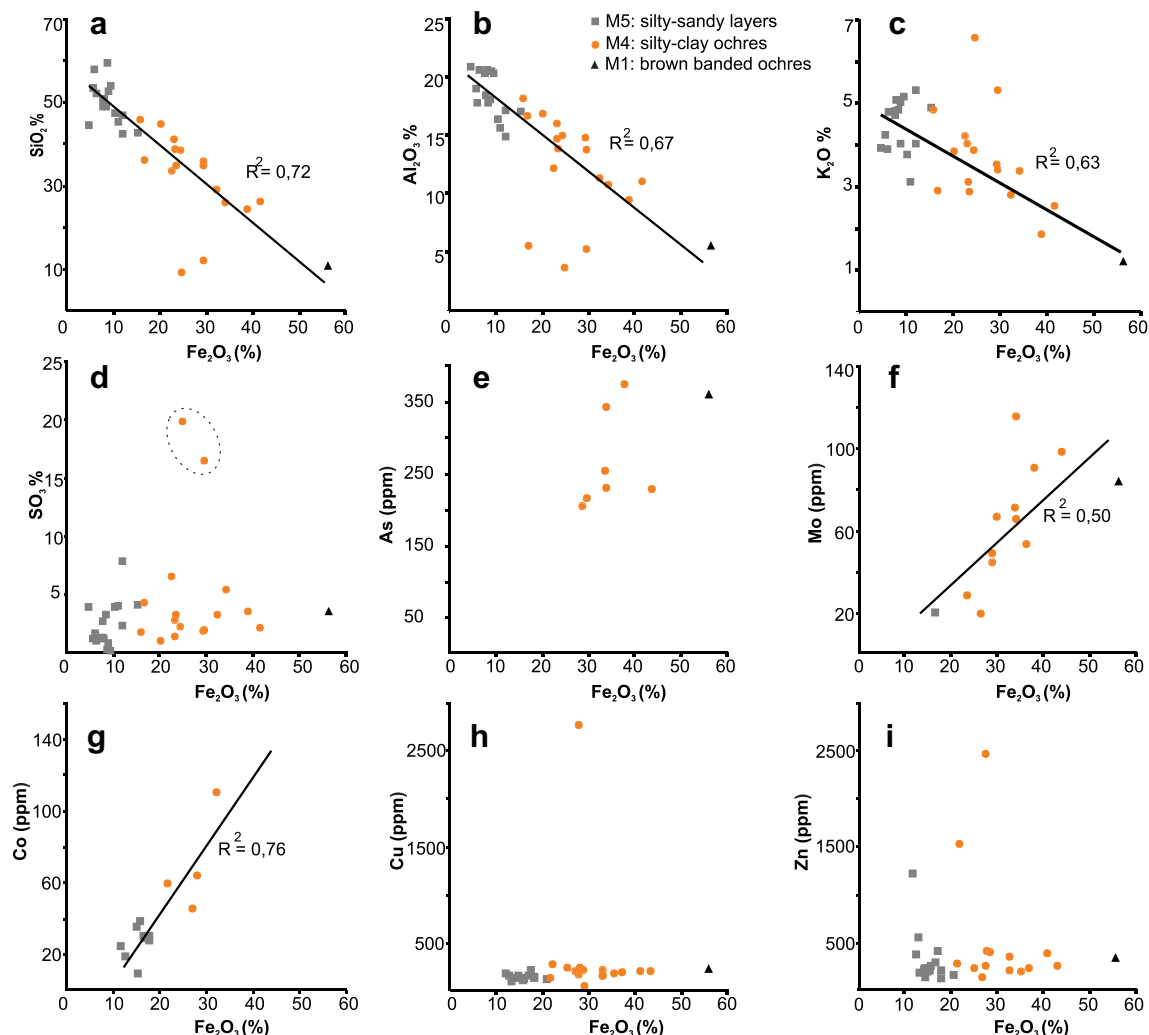 a
70
50
30
10
SiO2 %
R2 = 0,72
0 10 20 30 40 50 60
Fe2O3 (%)
b
25
20
15
10
5
Al2O3 %
R2 = 0,67
0 10 20 30 40 50 60
Fe2O3 (%)
M5: silty-sandy layers
M4: silty-clay ochres
M1: brown banded ochres
c
7
5
3
1
K2O %
R2 = 0,63
0 10 20 30 40 50 60
Fe2O3 (%)
d
25
20
15
10
5
SO3 %
0 10 20 30 40 50 60
Fe2O3 (%)
e
350
250
150
50
As (ppm)
0 10 20 30 40 50 60
Fe2O3 (%)
f
140
100
60
20
Mo (ppm)
R2 = 0,50
0 10 20 30 40 50 60
Fe2O3 (%)
g
140
100
60
20
Co (ppm)
R2 = 0,76
0 10 20 30 40 50 60
Fe2O3 (%)
h
2500
1500
500
Cu (ppm)
0 10 20 30 40 50 60
Fe2O3 (%)
i
2500
1500
500
Zn (ppm)
0 10 20 30 40 50 60
Fe2O3 (%)